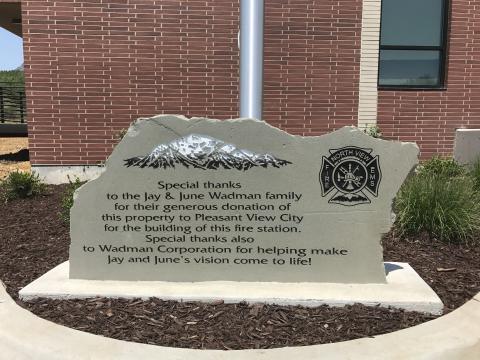 Special thanks
to the Jay & June Wadman family
for their generous donation of
this property to Pleasant View City
for the building of this fire station.
Special thanks also
to Wadman Corporation for helping make
Jay and June's vision come to life!
NORTH VIEW
FIRE EMS